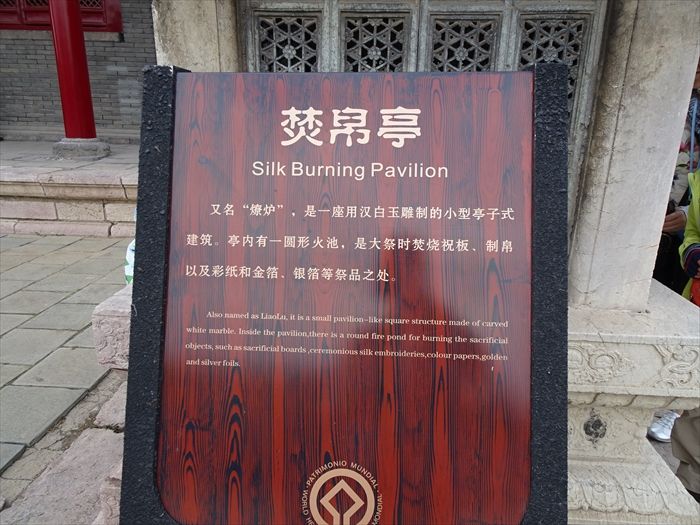 焚帛亭
Silk Burning Pavilion
又名“燎炉”，是一座用汉白玉雕制的小型亭子式
建筑。亭内有一圆形火池，是大祭时焚烧祝板、制帛
以及彩纸和金箔、银箔等祭品之处。
Also named as LiaoLu, it is a small pavilion-like square structure made of carved
white marble. Inside the pavilion,there is a round fire pond for burning the sacrificial
objects, such as sacrificial boards ,ceremonious silk embroideries,colour papers,golden
and silver foils.
PATRIMONIO MUNDIAL
WORLD
MONDIAL